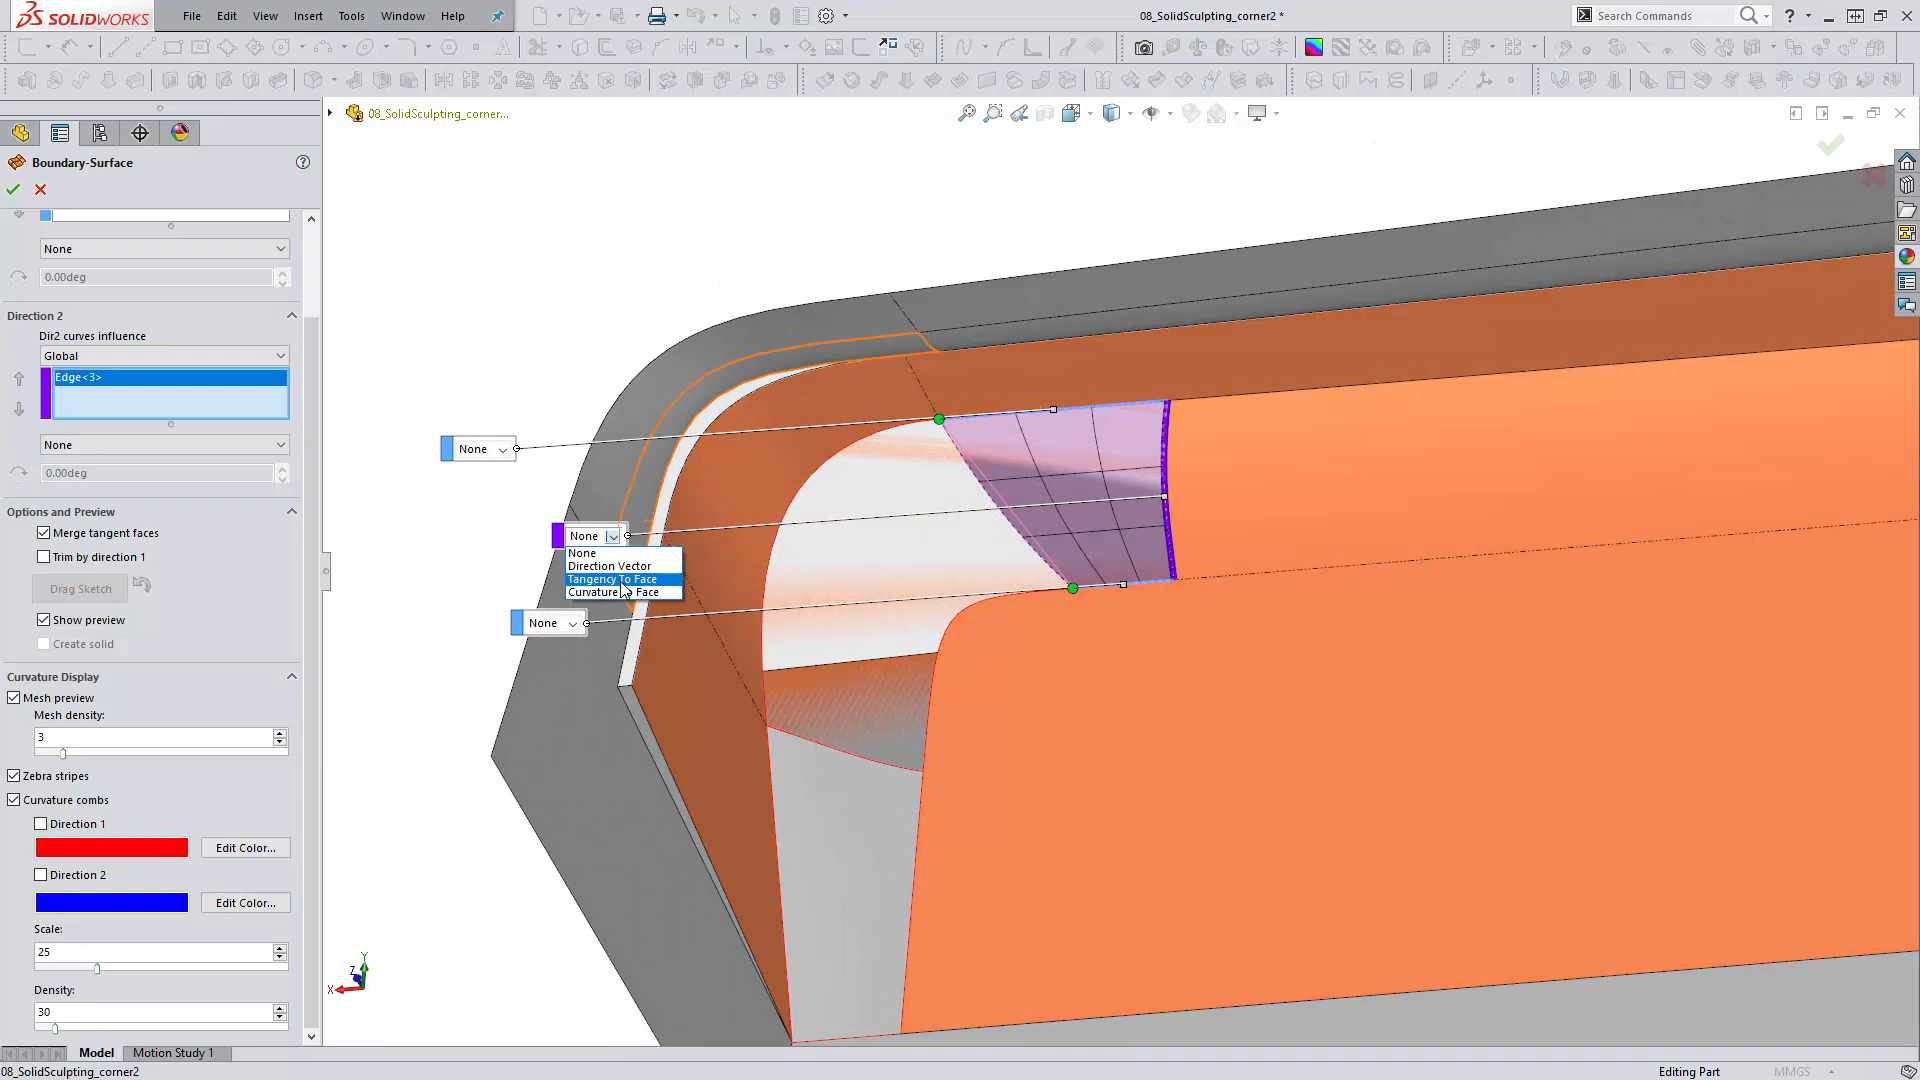 SOLIDWORKS
File Edit View Insert Tools Window Help
08_SolidSculpting_corner2 *
Search Commands
Boundary-Surface
None
0.00deg
Direction 2
Dir2 curves influence
Global
Edge<3>
None
0.00deg
Options and Preview
Merge tangent faces
Trim by direction 1
Drag Sketch
Show preview
Create solid
Curvature Display
Mesh preview
Mesh density:
3
Zebra stripes
Curvature combs
Direction 1
Edit Color...
Direction 2
Edit Color...
Scale:
25
Density:
30
08_SolidSculpting_corner...
None
None
None
Direction Vector
Tangency To Face
Curvature To Face
None
Y
Z
X
Model Motion Study 1
08_SolidSculpting_corner2
Editing Part
MMGS